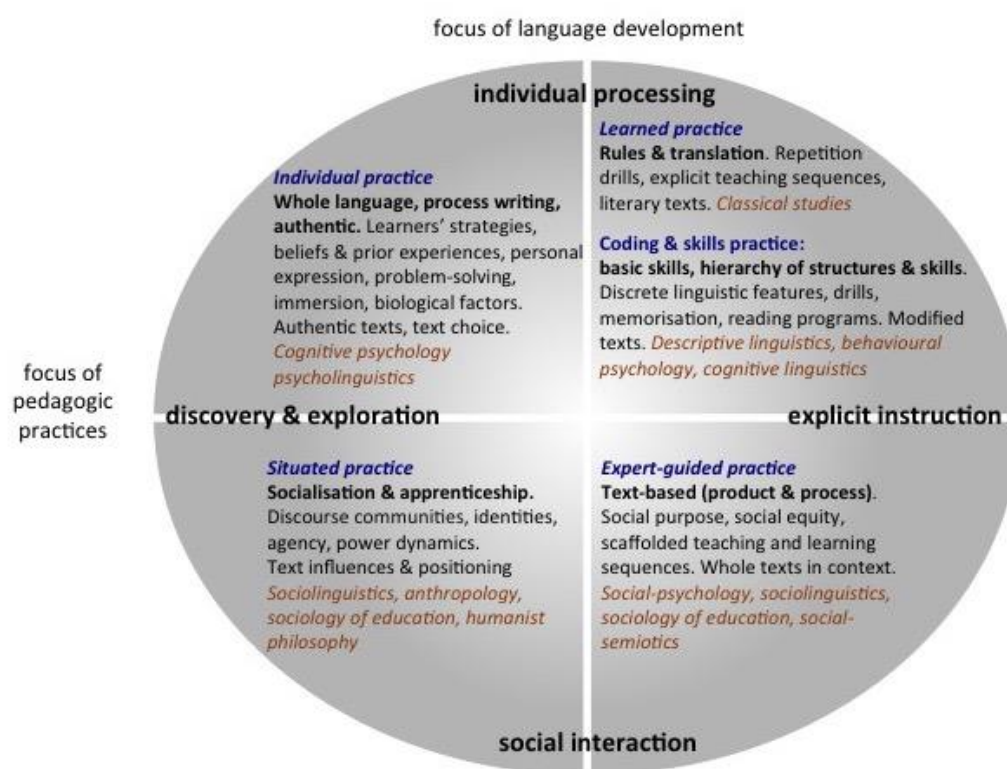 focus of language development
individual processing
Learned practice
Rules & translation. Repetition
drills, explicit teaching sequences,
literary texts. Classical studies
Coding & skills practice:
basic skills, hierarchy of structures & skills.
Discrete linguistic features, drills,
memorisation, reading programs. Modified
texts. Descriptive linguistics, behavioural
psychology, cognitive linguistics
Individual practice
Whole language, process writing,
authentic. Learners' strategies,
beliefs & prior experiences, personal
expression, problem-solving,
immersion, biological factors.
Authentic texts, text choice.
Cognitive psychology
psycholinguistics
focus of
pedagogic
practices
discovery & exploration
explicit instruction
Situated practice
Socialisation & apprenticeship.
Discourse communities, identities,
agency, power dynamics.
Text influences & positioning
Sociolinguistics, anthropology,
sociology of education, humanist
philosophy
Expert-guided practice
Text-based (product & process).
Social purpose, social equity,
scaffolded teaching and learning
sequences. Whole texts in context.
Social-psychology, sociolinguistics,
sociology of education, social-
semiotics
social interaction